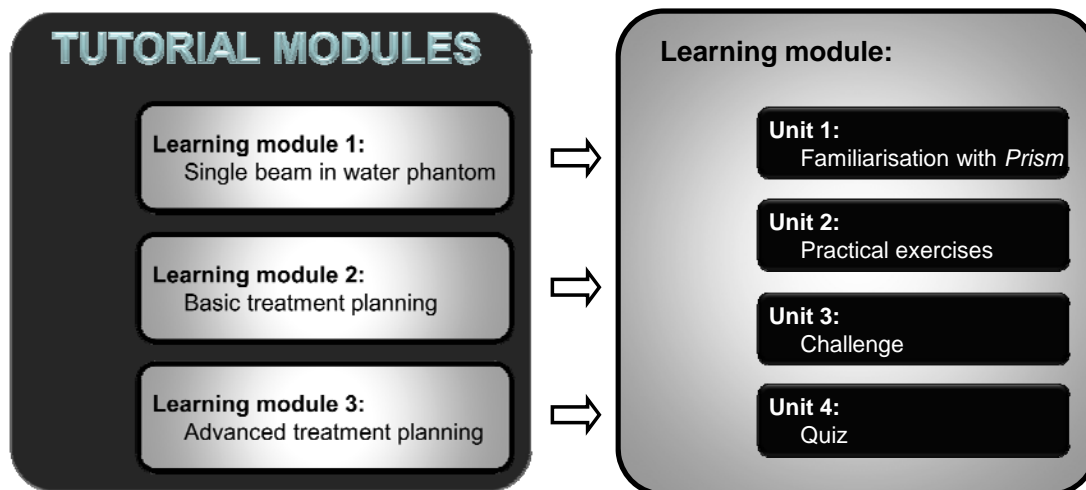 TUTORIAL MODULES
Learning module 1:
Single beam in water phantom
Learning module 2:
Basic treatment planning
Learning module 3:
Advanced treatment planning
Learning module:
Unit 1:
Familiarisation with Prism
Unit 2:
Practical exercises
Unit 3:
Challenge
Unit 4:
Quiz